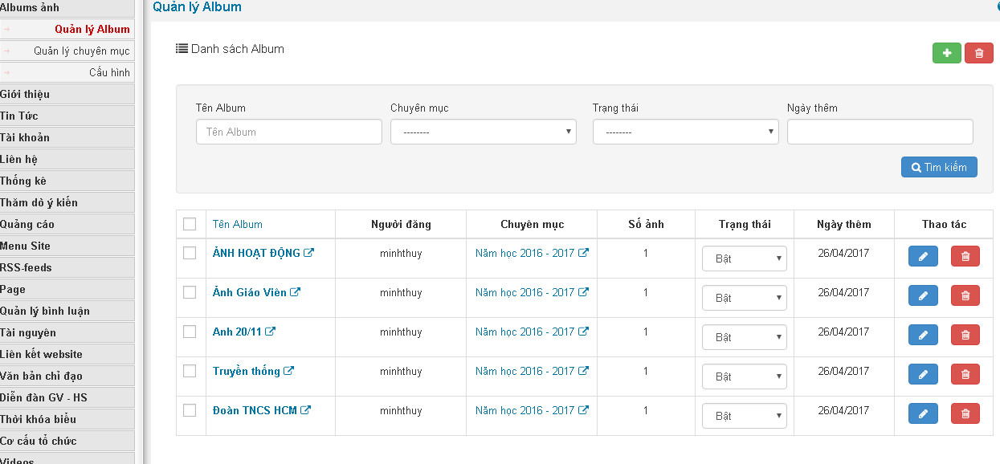 Albums ảnh
Quản lý Album
Quản lý chuyên mục
Cấu hình
Giới thiệu
Tin Tức
Tài khoản
Liên hệ
Thống kê
Thăm dò ý kiến
Quảng cáo
Menu Site
RSS-feeds
Page
Quản lý bình luận
Tài nguyên
Liên kết website
Văn bản chỉ đạo
Diễn đàn GV - HS
Thời khóa biểu
Cơ cấu tổ chức
Videos
Quản lý Album
Danh sách Album
Tên Album Chuyên mục Trạng thái Ngày thêm
Tên Album -------- --------
Tìm kiếm
Tên Album Người đăng Chuyên mục Số ảnh Trạng thái Ngày thêm Thao tác
ẢNH HOẠT ĐỘNG minhthuy Năm học 2016 - 2017 1 Bật 26/04/2017
Ảnh Giáo Viên minhthuy Năm học 2016 - 2017 1 Bật 26/04/2017
Anh 20/11 minhthuy Năm học 2016 - 2017 1 Bật 26/04/2017
Truyền thống minhthuy Năm học 2016 - 2017 1 Bật 26/04/2017
Đoàn TNCS HCM minhthuy Năm học 2016 - 2017 1 Bật 26/04/2017